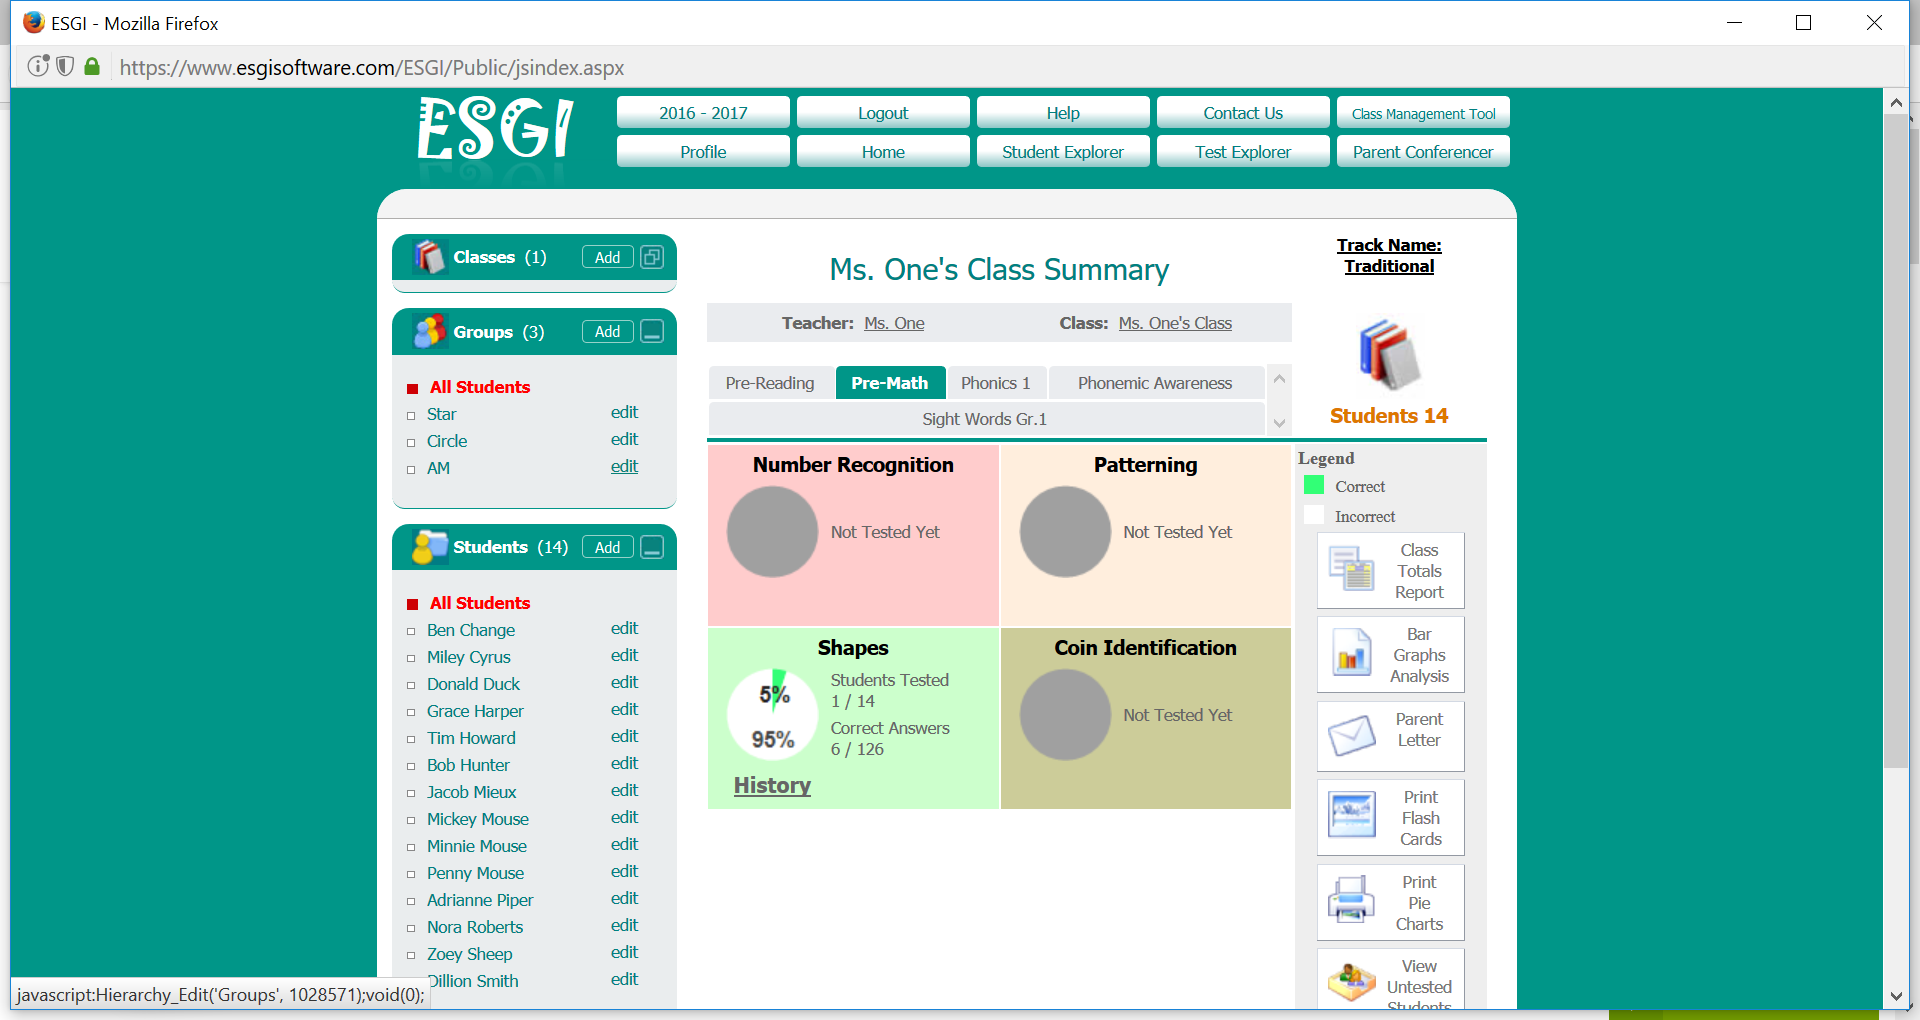 ESGI - Mozilla Firefox
https://www.esgisoftware.com/ESGI/Public/jsindex.aspx
ESGI
2016 - 2017
Logout
Help
Contact Us
Class Management Tool
Profile
Home
Student Explorer
Test Explorer
Parent Conferencer
Classes (1)
Add
Groups (3)
Add
All Students
Star edit
Circle edit
AM edit
Students (14)
Add
All Students
Ben Change edit
Miley Cyrus edit
Donald Duck edit
Grace Harper edit
Tim Howard edit
Bob Hunter edit
Jacob Mieux edit
Mickey Mouse edit
Minnie Mouse edit
Penny Mouse edit
Adrianne Piper edit
Nora Roberts edit
Zoey Sheep edit
Dillion Smith edit
Ms. One's Class Summary
Teacher: Ms. One
Class: Ms. One's Class
Pre-Reading
Pre-Math
Phonics 1
Phonemic Awareness
Sight Words Gr.1
Number Recognition
Not Tested Yet
Patterning
Not Tested Yet
Shapes
5%
95%
Students Tested
1 / 14
Correct Answers
6 / 126
History
Coin Identification
Not Tested Yet
Track Name:
Traditional
Students 14
Legend
Correct
Incorrect
Class
Totals
Report
Bar
Graphs
Analysis
Parent
Letter
Print
Flash
Cards
Print
Pie
Charts
View
Untested
Students
javascript:Hierarchy_Edit('Groups', 1028571);void(0);